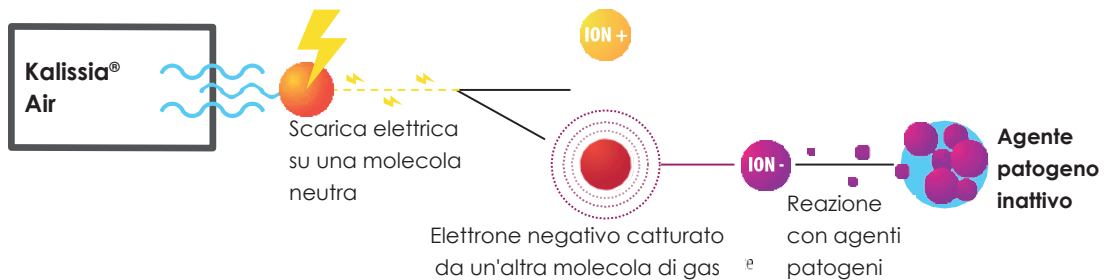 Kalissia®
Air
ION +
Scarica elettrica
su una molecola
neutra
ION -
Agente
patogeno
inattivo
Elettrone negativo catturato
da un'altra molecola di gas
Reazione
con agenti
patogeni